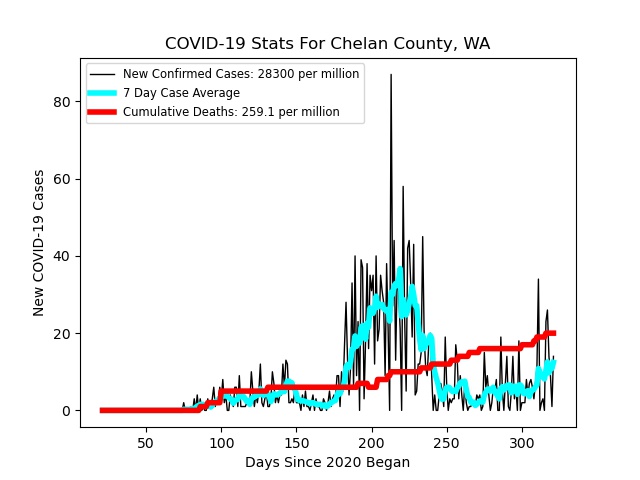 COVID-19 Stats For Chelan County, WA
New Confirmed Cases: 28300 per million
7 Day Case Average
Cumulative Deaths: 259.1 per million
New COVID-19 Cases
80
60
40
20
0
50 100 150 200 250 300
Days Since 2020 Began